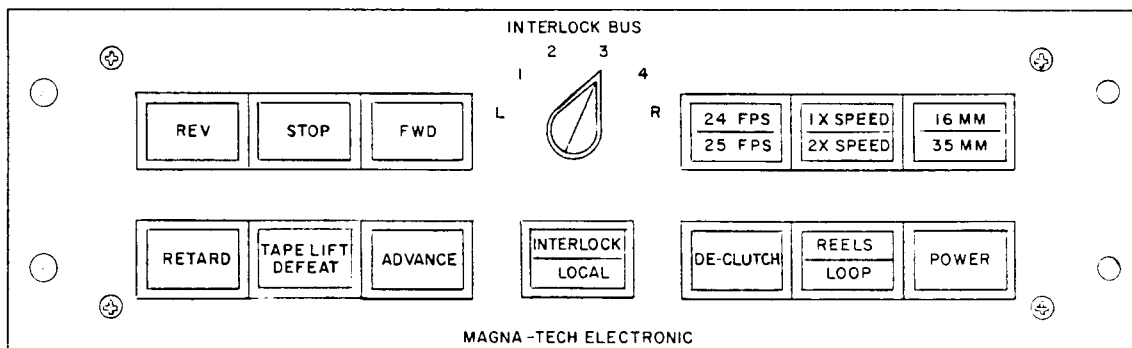 INTERLOCK BUS
2 3
1 4
L R
REV STOP FWD
24 FPS
25 FPS
1X SPEED
2X SPEED
16 MM
35 MM
RETARD
TAPE LIFT
DEFEAT
ADVANCE
INTERLOCK
LOCAL
DE-CLUTCH
REELS
LOOP
POWER
MAGNA-TECH ELECTRONIC